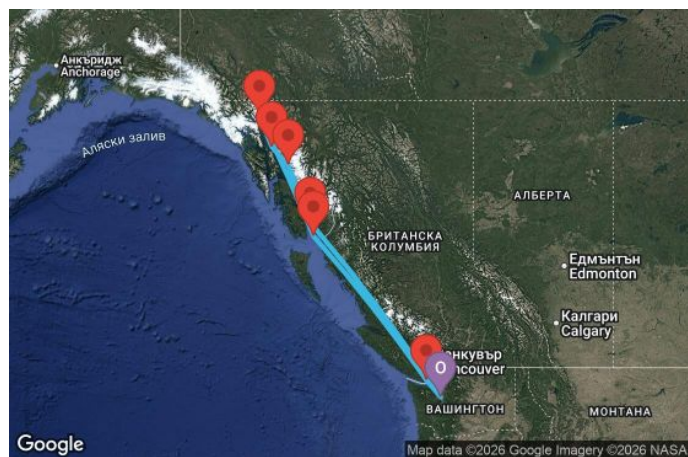 Анкъридж
Anchorage
Аляски залив
АЛБЕРТА
БРИТАНСКА
КОЛУМБИЯ
Едмънтън
Edmonton
Калгари
Calgary
нкувър
ncouver
O
ВАШИНГТОН
МОНТАНА
Google
Map data ©2026 Google Imagery ©2026 NASA